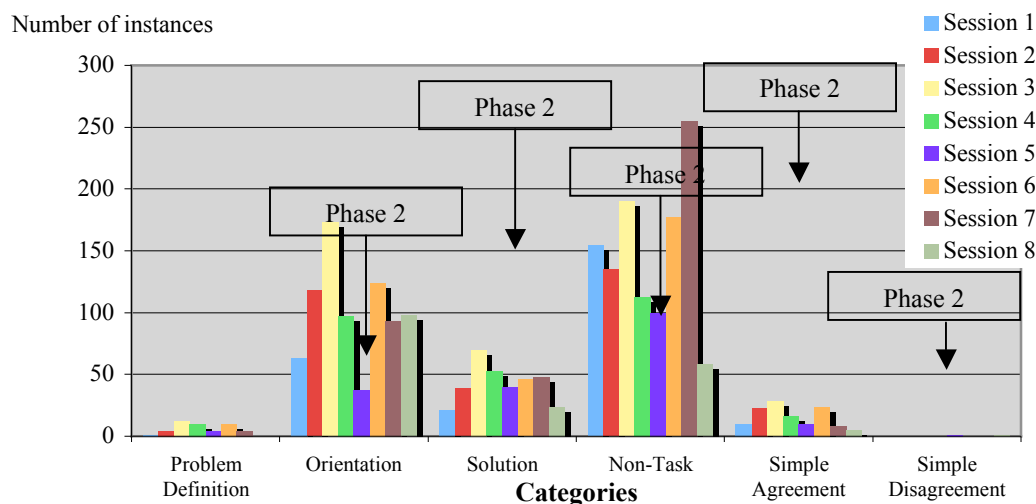 Number of instances
Session 1
Session 2
Session 3
Session 4
Session 5
Session 6
Session 7
Session 8
300
250
200
150
100
50
0
Phase 2
Phase 2
Phase 2
Phase 2
Phase 2
Problem
Definition
Orientation
Solution
Non-Task
Simple
Agreement
Simple
Disagreement
Categories